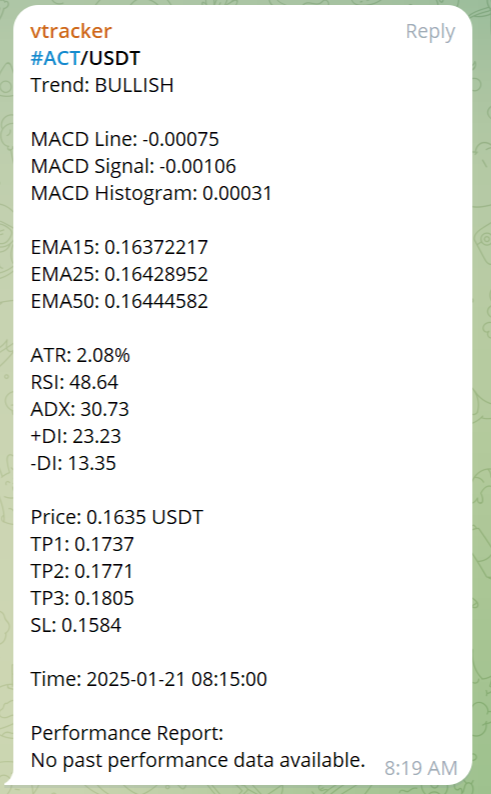 vtracker Reply
#ACT/USDT
Trend: BULLISH
MACD Line: -0.00075
MACD Signal: -0.00106
MACD Histogram: 0.00031
EMA15: 0.16372217
EMA25: 0.16428952
EMA50: 0.16444582
ATR: 2.08%
RSI: 48.64
ADX: 30.73
+DI: 23.23
-DI: 13.35
Price: 0.1635 USDT
TP1: 0.1737
TP2: 0.1771
TP3: 0.1805
SL: 0.1584
Time: 2025-01-21 08:15:00
Performance Report:
No past performance data available. 8:19 AM